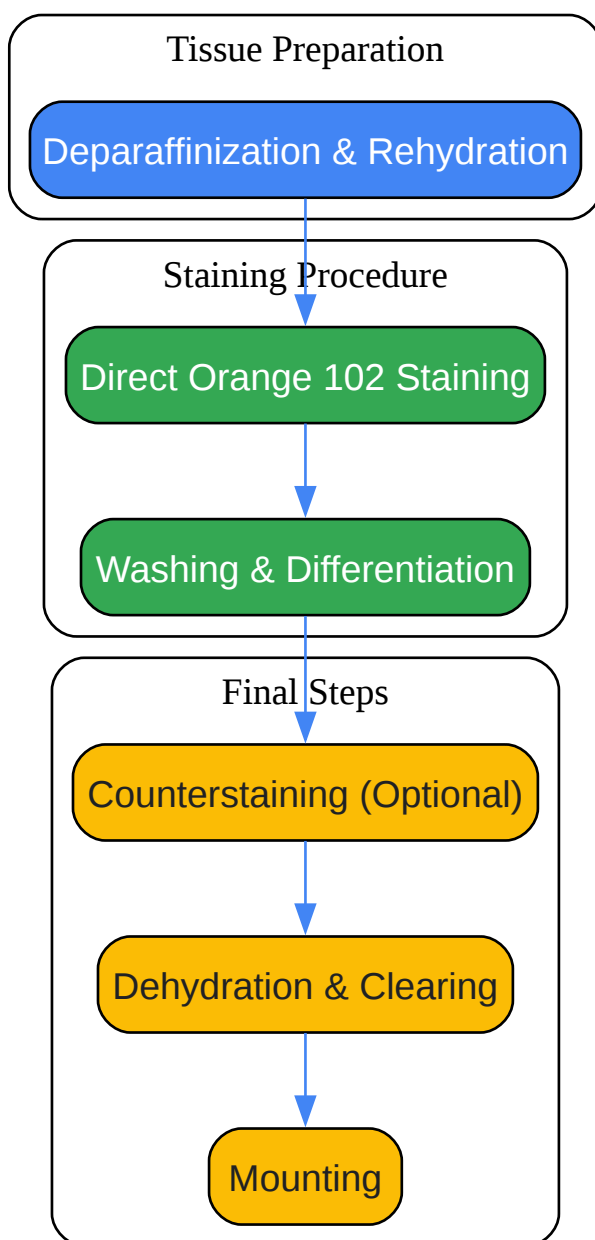 Tissue Preparation
Deparaffinization & Rehydration
Staining Procedure
Direct Orange 102 Staining
Washing & Differentiation
Final Steps
Counterstaining (Optional)
Dehydration & Clearing
Mounting